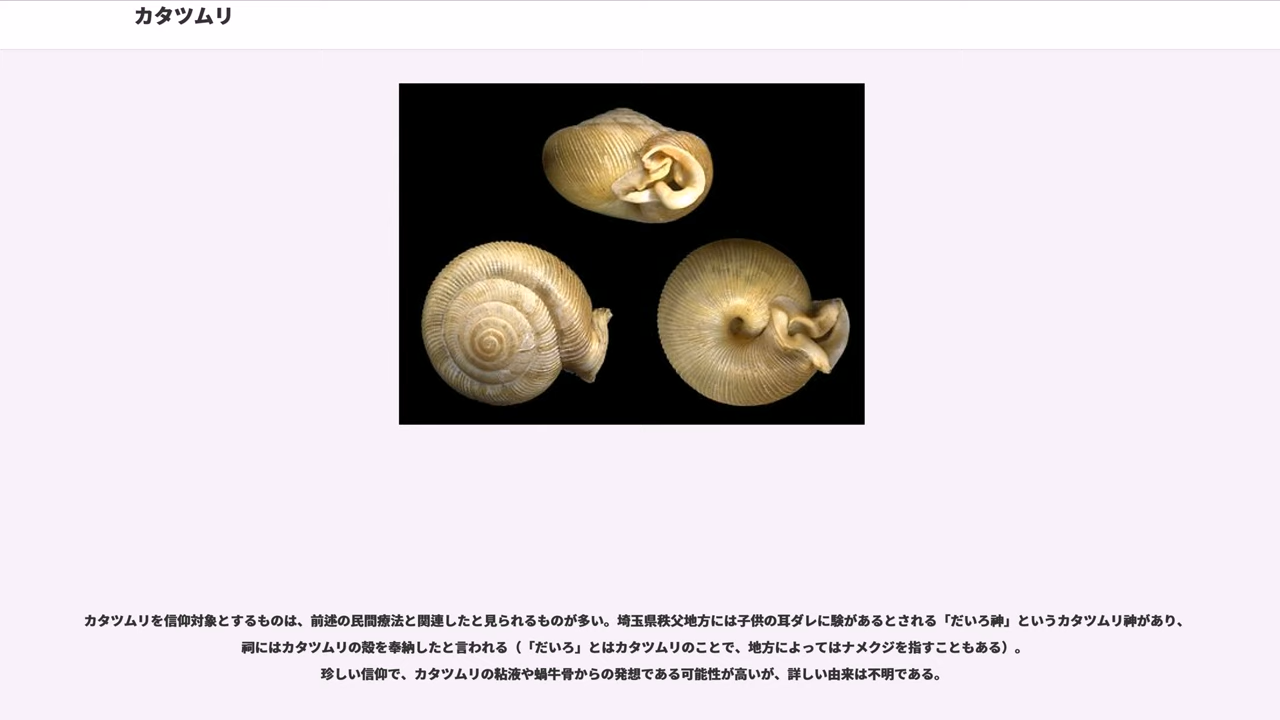 カタツムリ
カタツムリを信仰対象とするものは、前述の民間療法と関連したと見られるものが多い。埼玉県秩父地方には子供の耳ダレに験があるとされる「だいろ神」というカタツムリ神があり、
祠にはカタツムリの殻を奉納したと言われる（「だいろ」とはカタツムリのことで、地方によってはナメクジを指すこともある）。
珍しい信仰で、カタツムリの粘液や蝸牛骨からの発想である可能性が高いが、詳しい由来は不明である。